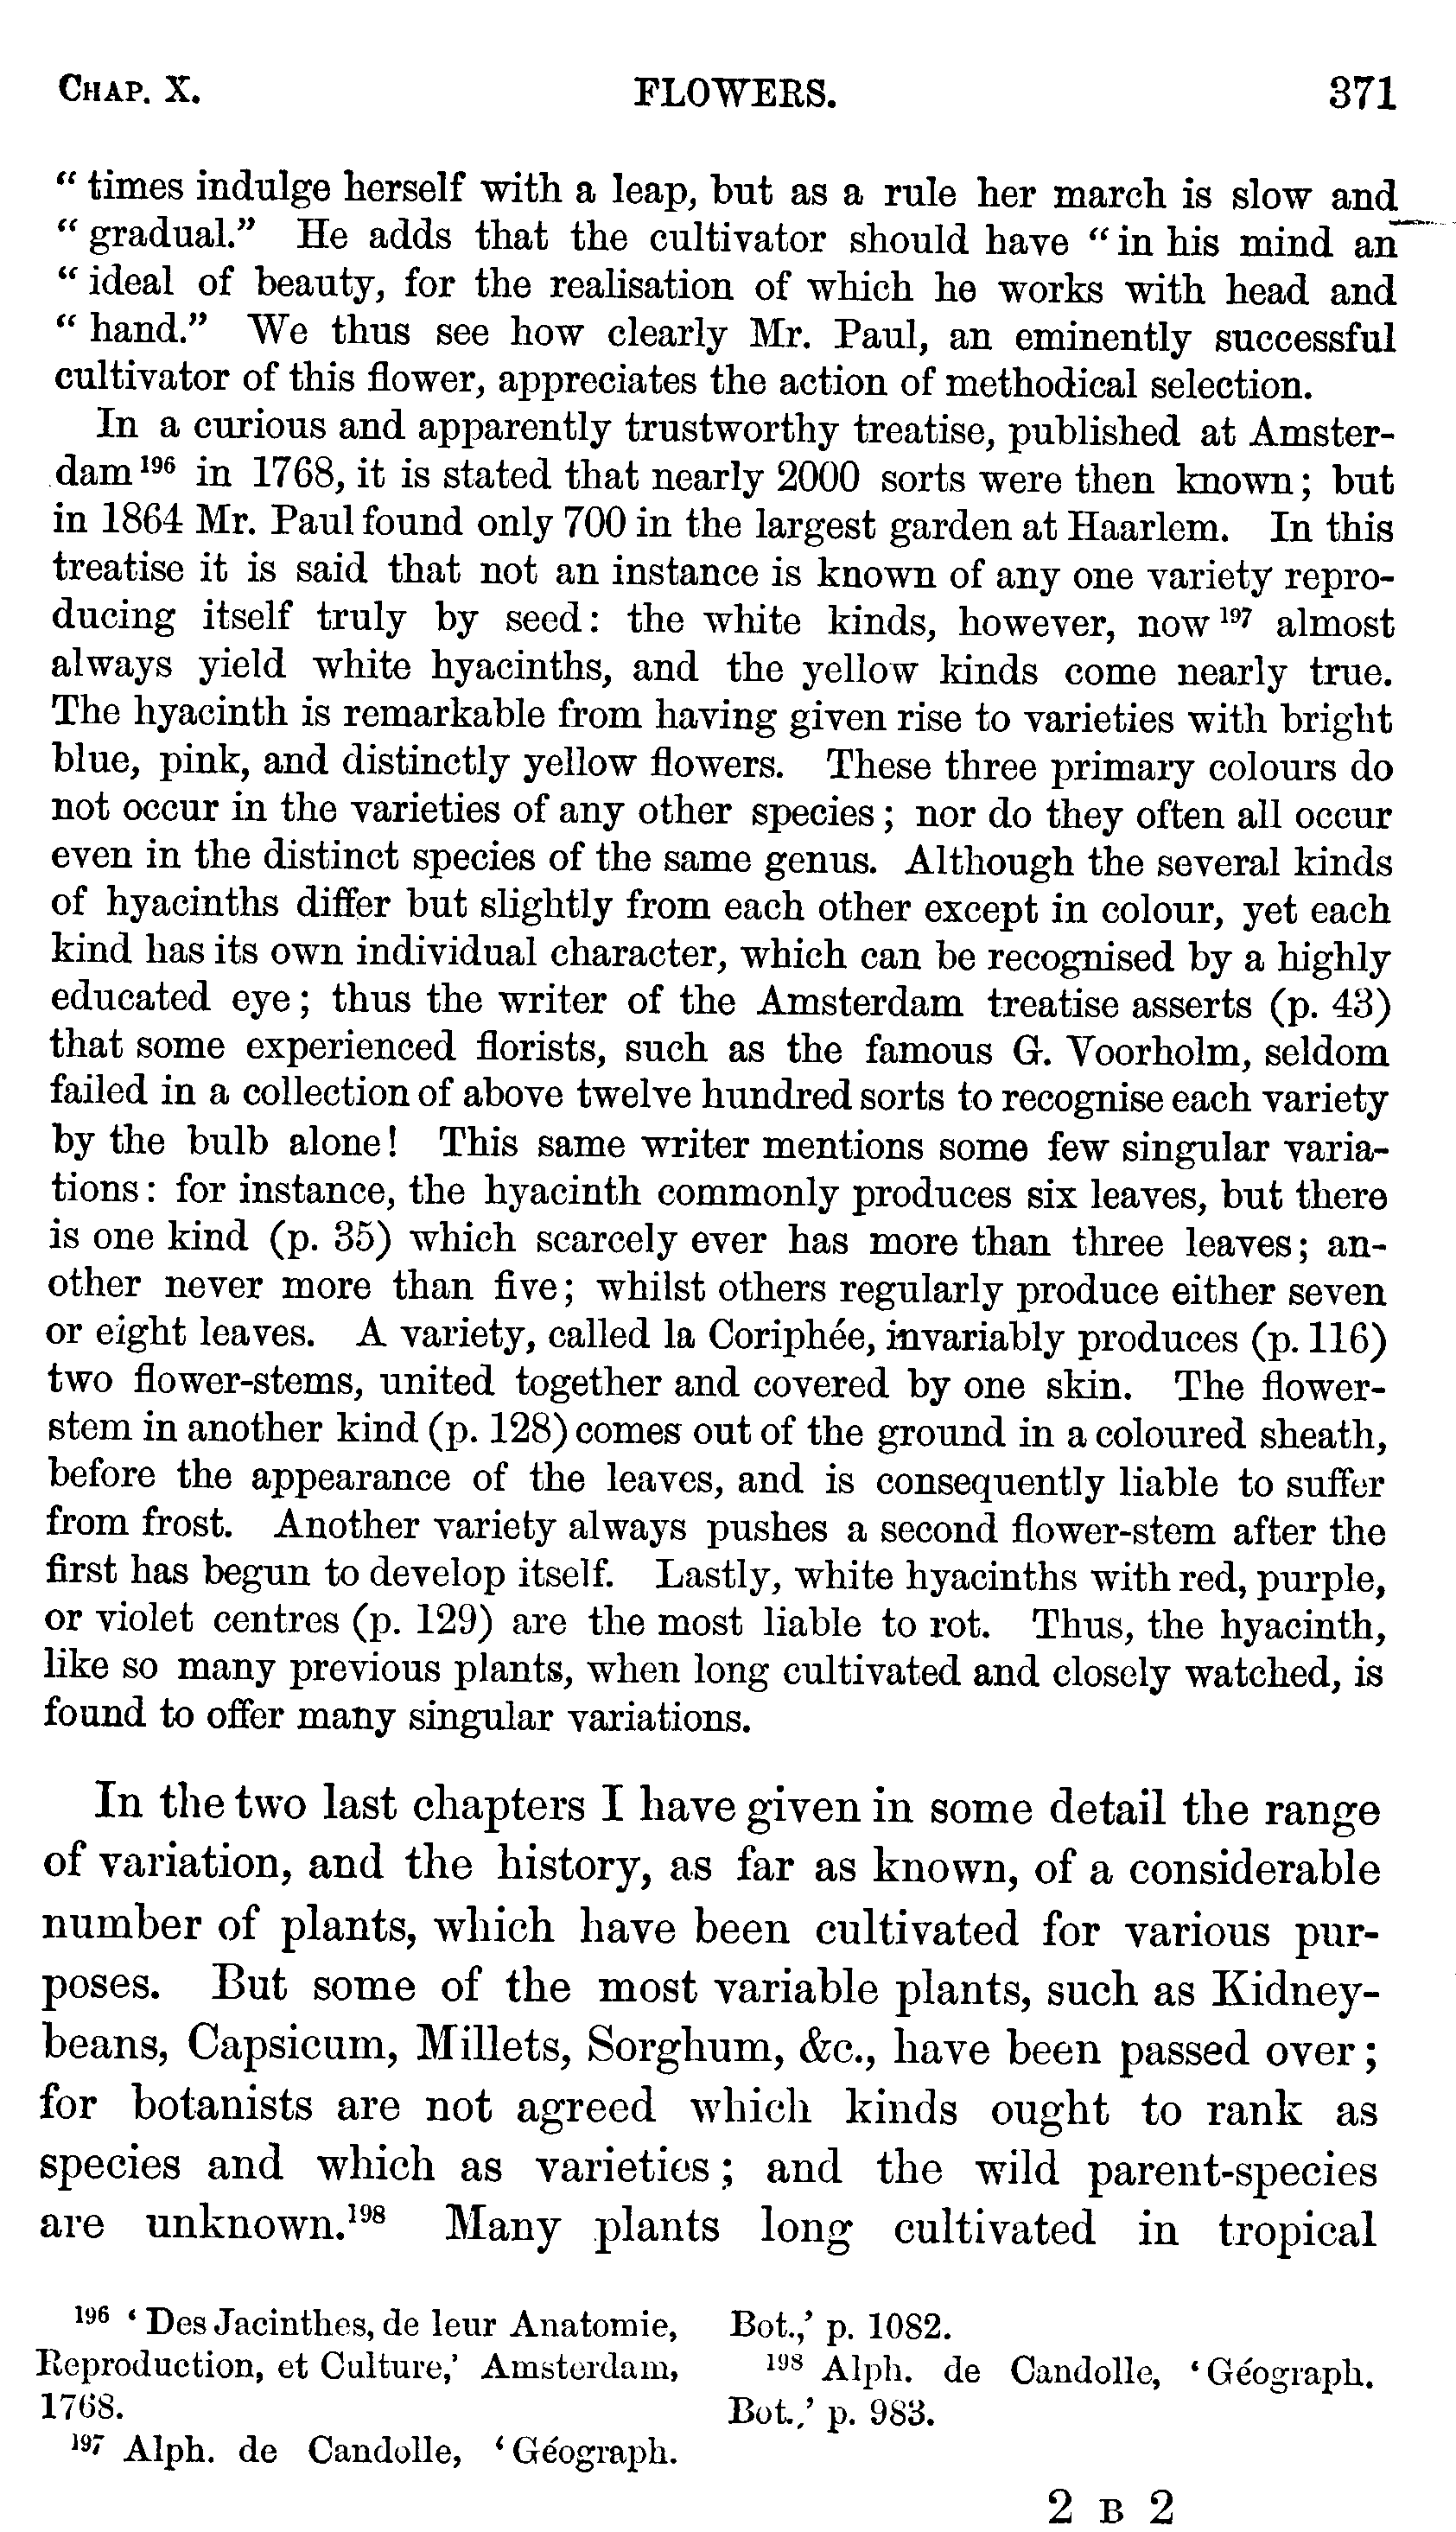 CHAP. X. FLOWERS. 371
“ times indulge herself with a leap, but as a rule her march is slow and
“ gradual.” He adds that the cultivator should have “ in his mind an
“ ideal of beauty, for the realisation of which he works with head and
“ hand.” We thus see how clearly Mr. Paul, an eminently successful
cultivator of this flower, appreciates the action of methodical selection.
In a curious and apparently trustworthy treatise, published at Amster-
dam¹⁹⁶ in 1768, it is stated that nearly 2000 sorts were then known; but
in 1864 Mr. Paul found only 700 in the largest garden at Haarlem. In this
treatise it is said that not an instance is known of any one variety repro-
ducing itself truly by seed: the white kinds, however, now¹⁹⁷ almost
always yield white hyacinths, and the yellow kinds come nearly true.
The hyacinth is remarkable from having given rise to varieties with bright
blue, pink, and distinctly yellow flowers. These three primary colours do
not occur in the varieties of any other species; nor do they often all occur
even in the distinct species of the same genus. Although the several kinds
of hyacinths differ but slightly from each other except in colour, yet each
kind has its own individual character, which can be recognised by a highly
educated eye; thus the writer of the Amsterdam treatise asserts (p. 43)
that some experienced florists, such as the famous G. Voorholm, seldom
failed in a collection of above twelve hundred sorts to recognise each variety
by the bulb alone! This same writer mentions some few singular varia-
tions: for instance, the hyacinth commonly produces six leaves, but there
is one kind (p. 35) which scarcely ever has more than three leaves; an-
other never more than five; whilst others regularly produce either seven
or eight leaves. A variety, called la Coriphée, invariably produces (p. 116)
two flower-stems, united together and covered by one skin. The flower-
stem in another kind (p. 128) comes out of the ground in a coloured sheath,
before the appearance of the leaves, and is consequently liable to suffer
from frost. Another variety always pushes a second flower-stem after the
first has begun to develop itself. Lastly, white hyacinths with red, purple,
or violet centres (p. 129) are the most liable to rot. Thus, the hyacinth,
like so many previous plants, when long cultivated and closely watched, is
found to offer many singular variations.
In the two last chapters I have given in some detail the range
of variation, and the history, as far as known, of a considerable
number of plants, which have been cultivated for various pur-
poses. But some of the most variable plants, such as Kidney-
beans, Capsicum, Millets, Sorghum, &c., have been passed over;
for botanists are not agreed which kinds ought to rank as
species and which as varieties; and the wild parent-species
are unknown.¹⁹⁸ Many plants long cultivated in tropical
¹⁹⁶ ‘ Des Jacinthes, de leur Anatomie,
Reproduction, et Culture,’ Amsterdam,
1768.
¹⁹⁷ Alph. de Candolle, ‘ Géograph.
Bot.,’ p. 1082.
¹⁹⁸ Alph. de Candolle, ‘ Géograph.
Bot.,’ p. 983.
2 B 2